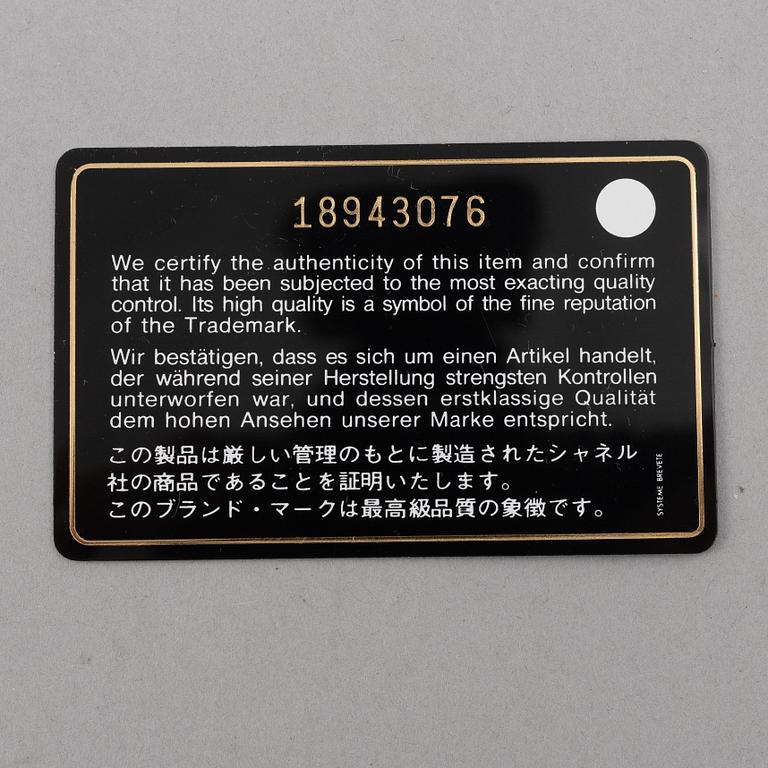 18943076
We certify the authenticity of this item and confirm
that it has been subjected to the most exacting quality
control. Its high quality is a symbol of the fine reputation
of the Trademark.
Wir bestätigen, dass es sich um einen Artikel handelt,
der während seiner Herstellung strengsten Kontrollen
unterworfen war, und dessen erstklassige Qualität
dem hohen Ansehen unserer Marke entspricht.
この製品は厳しい管理のもとに製造されたシャネル
社の商品であることを証明いたします。
このブランド・マークは最高級品質の象徴です。
SYSTEME BREVETE